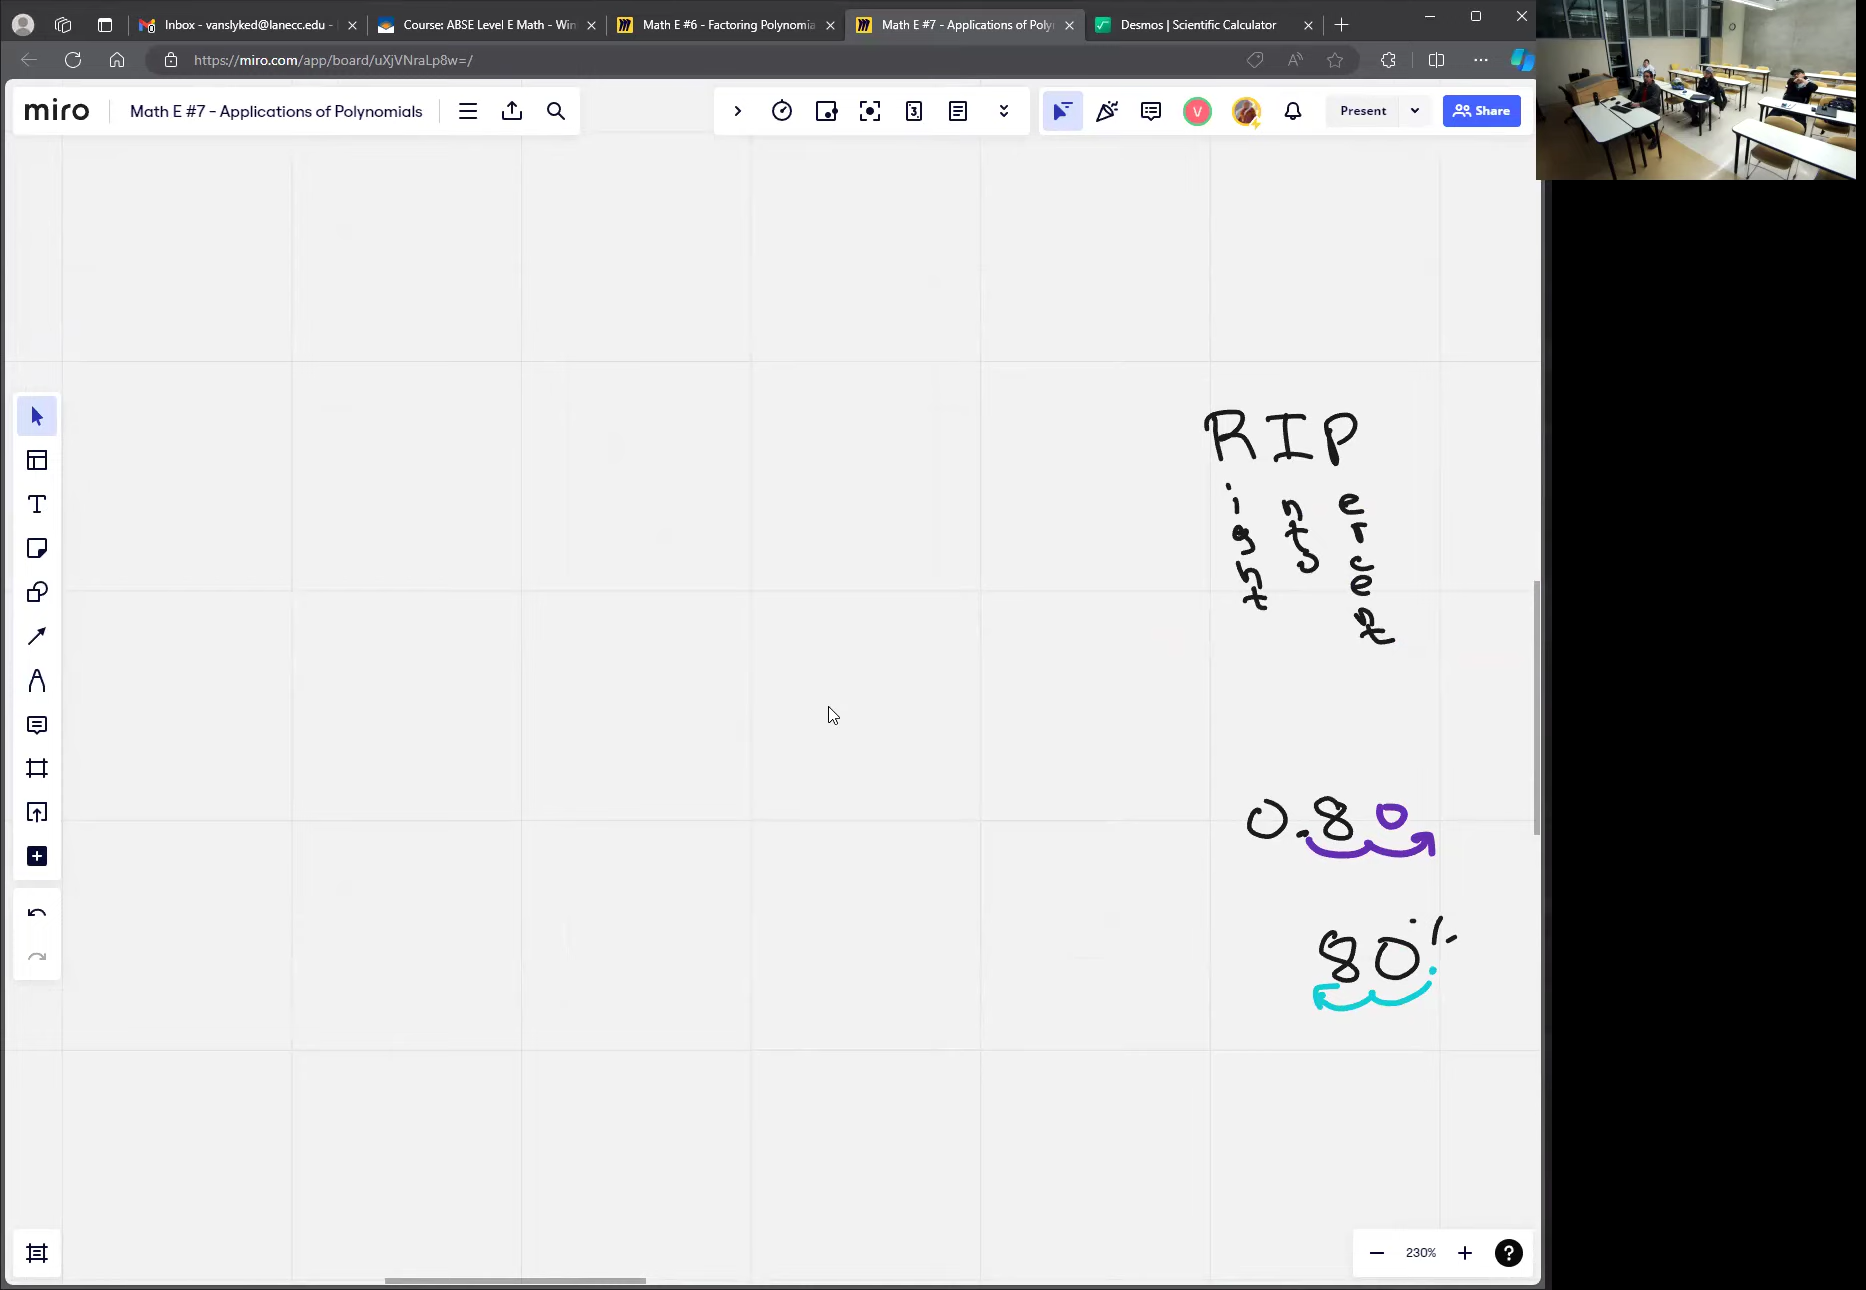 Inbox - vanslyked@lanecc.edu -
Course: ABSE Level E Math - Win
Math E #6 - Factoring Polynomia
Math E #7 - Applications of Poly
Desmos | Scientific Calculator
https://miro.com/app/board/uXjVNraLp8w=/
miro
Math E #7 - Applications of Polynomials
V
Present
Share
RIP
ight
nto
ercent
0.80
80%.
230%